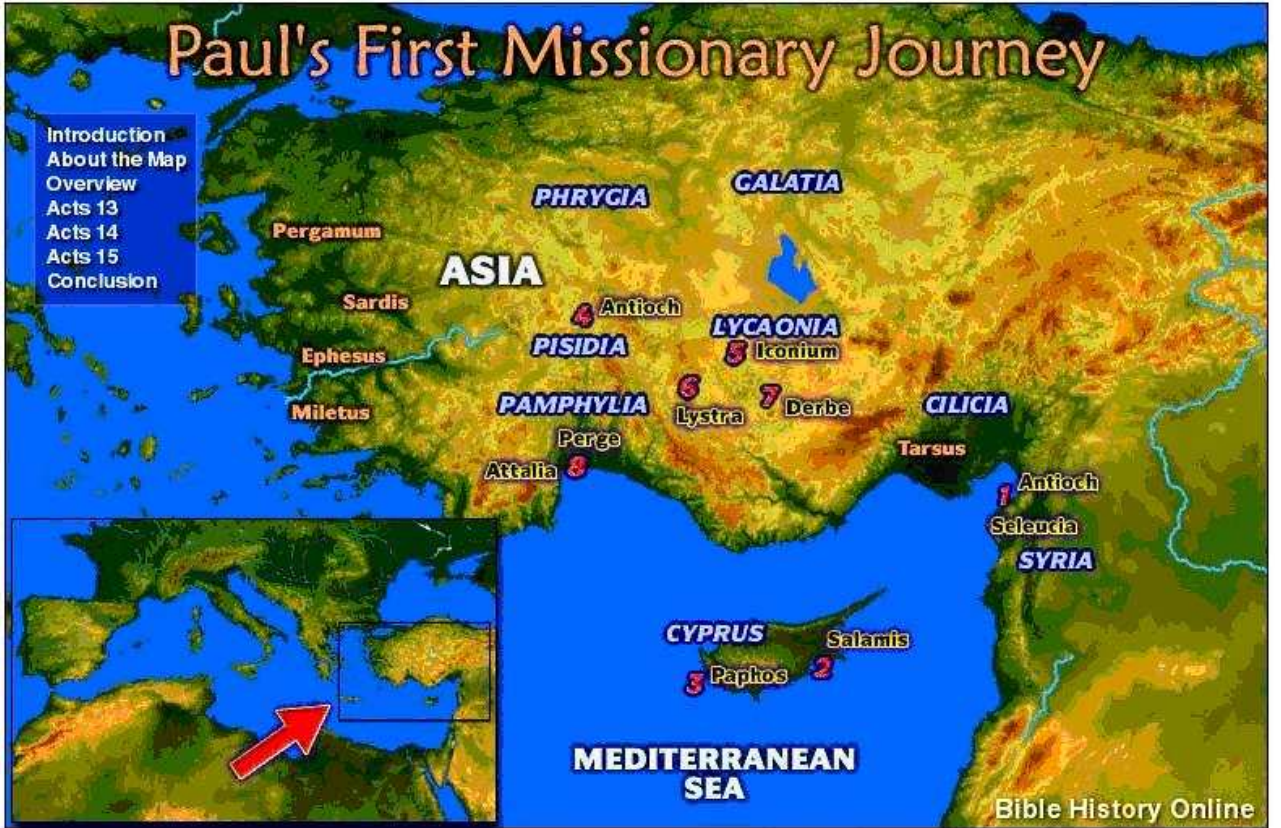 Paul's First Missionary Journey
Introduction
About the Map
Overview
Acts 13
Acts 14
Acts 15
Conclusion
PHRYGIA
GALATIA
Pergamum
ASIA
Sardis
4 Antioch
LYCAONIA
PISIDIA
5 Iconium
Ephesus
6
Lystra
7 Derbe
Miletus
PAMPHYLIA
CILICIA
Perge
Attalia 8
Tarsus
1 Antioch
Seleucia
SYRIA
CYPRUS
Salamis
2
3 Paphos
MEDITERRANEAN
SEA
Bible History Online